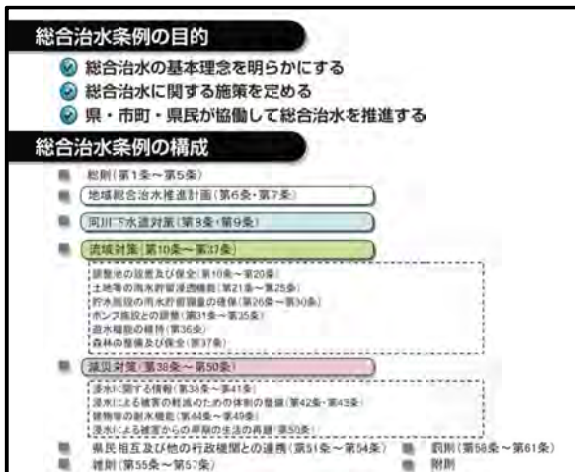 総合治水条例の目的
総合治水の基本理念を明らかにする
総合治水に関する施策を定める
県・市町・県民が協働して総合治水を推進する
総合治水条例の構成
総則(第1条～第5条)
地域総合治水推進計画(第6条・第7条)
河川下水道対策(第8条・第9条)
流域対策(第10条～第37条)
調整池の設置及び保全(第10条～第20条)
土地等の雨水貯留浸透機能(第21条～第25条)
貯水施設の雨水貯留容量の確保(第26条～第30条)
ポンプ施設との調整(第31条～第35条)
遊水機能の維持(第36条)
森林の整備及び保全(第37条)
減災対策(第38条～第50条)
浸水に関する情報(第38条～第41条)
浸水による被害の軽減のための体制の整備(第42条・第43条)
建物等の耐水機能(第44条～第49条)
浸水による被害からの早期の生活の再建(第50条)
県民相互及び他の行政機関との連携(第51条～第54条) 罰則(第58条～第61条)
雑則(第55条～第57条) 附則